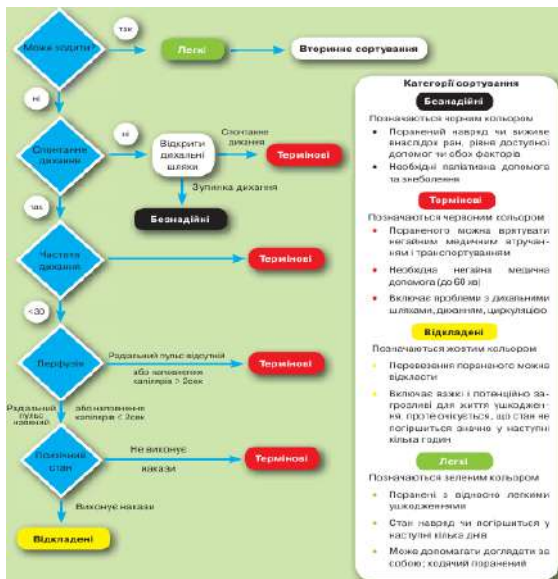 Може ходити?
так
Легкі
Вторинне сортування
ні
Спонтанне
дихання
ні
Відкрити
дихальні
шляхи
Спонтанне
дихання
Термінові
Зупинка дихання
Безнадійні
так
Частота
дихання
Термінові
<30
Перфузія
Радіальний пульс відсутній
або наповнення
капілярів > 2сек
Термінові
Радіальний
пульс
наявний
або наповнення
капілярів < 2сек
Психічний
стан
Не виконує
накази
Термінові
Виконує накази
Відкладені
Категорії сортування
Безнадійні
Позначаються чорним кольором
• Поранений навряд чи виживе
внаслідок ран, рівня доступної
допомоги чи обох факторів
• Необхідні паліативна допомога
та знеболення
Термінові
Позначаються червоним кольором
• Пораненого можна врятувати
негайним медичним втручан-
ням і транспортуванням
• Необхідна негайна медична
допомога (до 60 хв)
• Включає проблеми з дихальними
шляхами, диханням, циркуляцією
Відкладені
Позначаються жовтим кольором
• Перевезення пораненого можна
відкласти
• Включає важкі і потенційно за-
грозливі для життя ушкоджен-
ня, проте очікується, що стан не
погіршиться значно у наступні
кілька годин
Легкі
Позначаються зеленим кольором
• Поранені з відносно легкими
ушкодженнями
• Стан навряд чи погіршиться у
наступні кілька днів
• Може допомагати доглядати за
собою; ходячий поранений